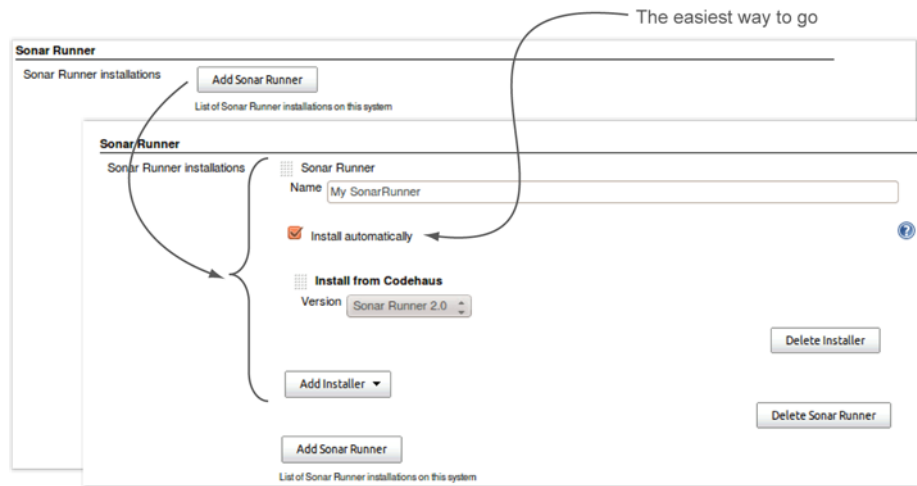 The easiest way to go
Sonar Runner
Sonar Runner installations
Add Sonar Runner
List of Sonar Runner installations on this system
Sonar Runner
Sonar Runner installations
Sonar Runner
Name
My SonarRunner
Install automatically
?
Install from Codehaus
Version
Sonar Runner 2.0
Delete Installer
Add Installer
Delete Sonar Runner
Add Sonar Runner
List of Sonar Runner installations on this system